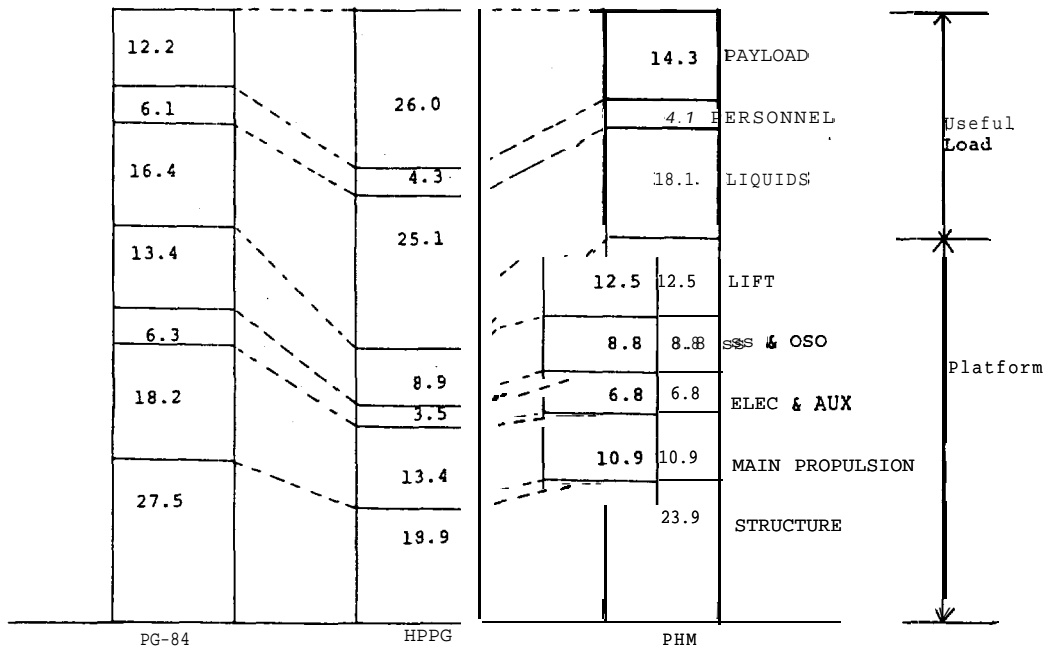 12.2
6.1
16.4
13.4
6.3
18.2
27.5
PG-84
26.0
4.3
25.1
8.9
3.5
13.4
18.9
HPPG
14.3 PAYLOAD
4.1 PERSONNEL
18.1. LIQUIDS
12.5 12.5 LIFT
8.8 8.8 ss & OSO
6.8 6.8 ELEC & AUX
10.9 10.9 MAIN PROPULSION
23.9 STRUCTURE
PHM
Useful
Load
Platform